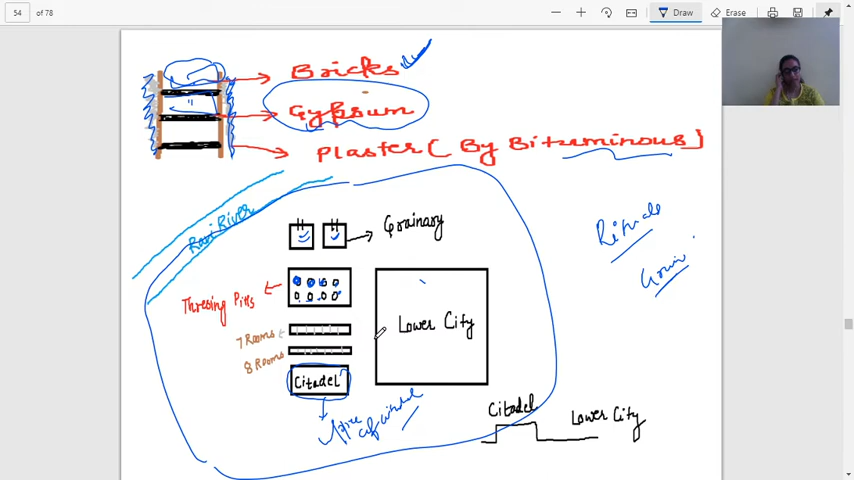 54 of 78
Draw
Erase
Bricks
Gypsum
Plaster( By Bituminous)
Ravi River
Grainary
Rituals
Thresing Pits
Lower City
7 Rooms
8 Rooms
Citadel
Citadel
Lower City